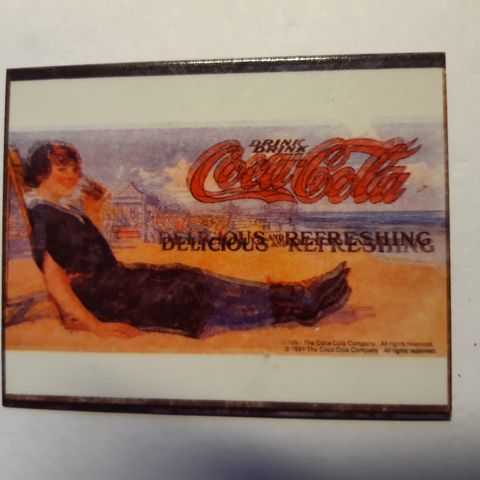 DRINK
Coca-Cola
DELICIOUS AND REFRESHING
© 1991 The Coca Cola Company All rights reserved.